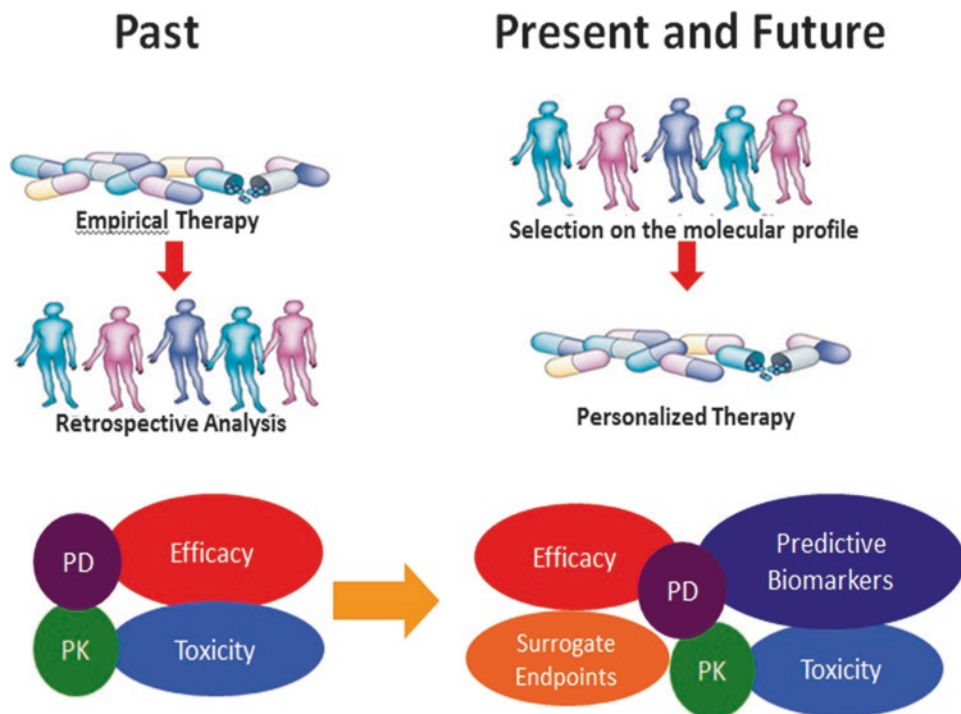 Past
Present and Future
Empirical Therapy
Retrospective Analysis
Selection on the molecular profile
Personalized Therapy
PD
Efficacy
PK
Toxicity
Efficacy
PD
Predictive
Biomarkers
Surrogate
Endpoints
PK
Toxicity